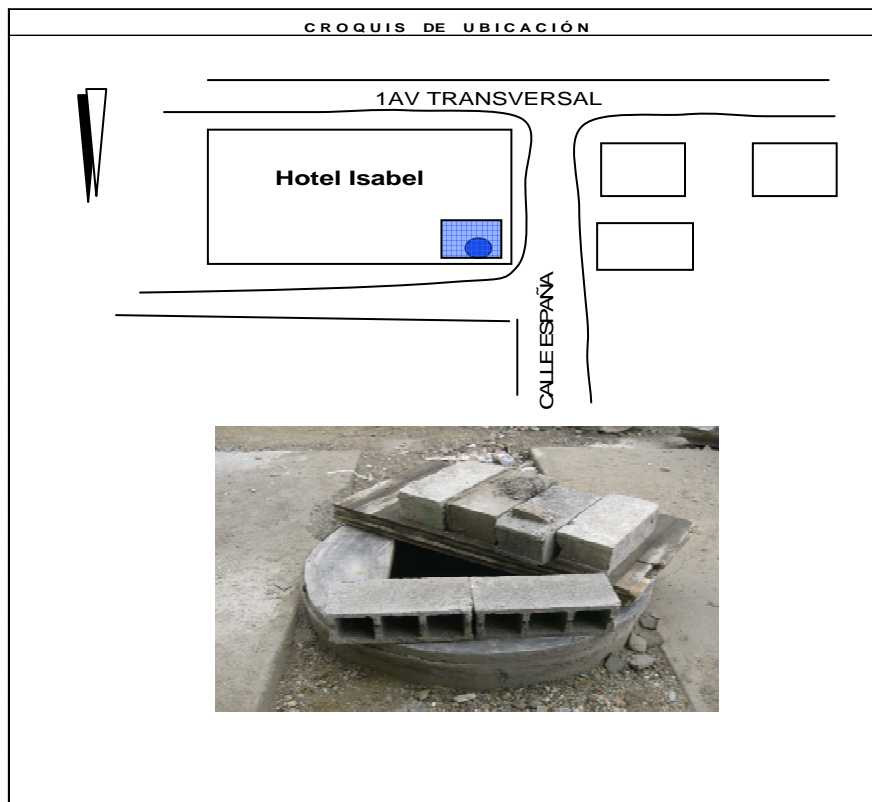 CROQUIS DE UBICACIÓN
1AV TRANSVERSAL
Hotel Isabel
CALLE ESPAÑA